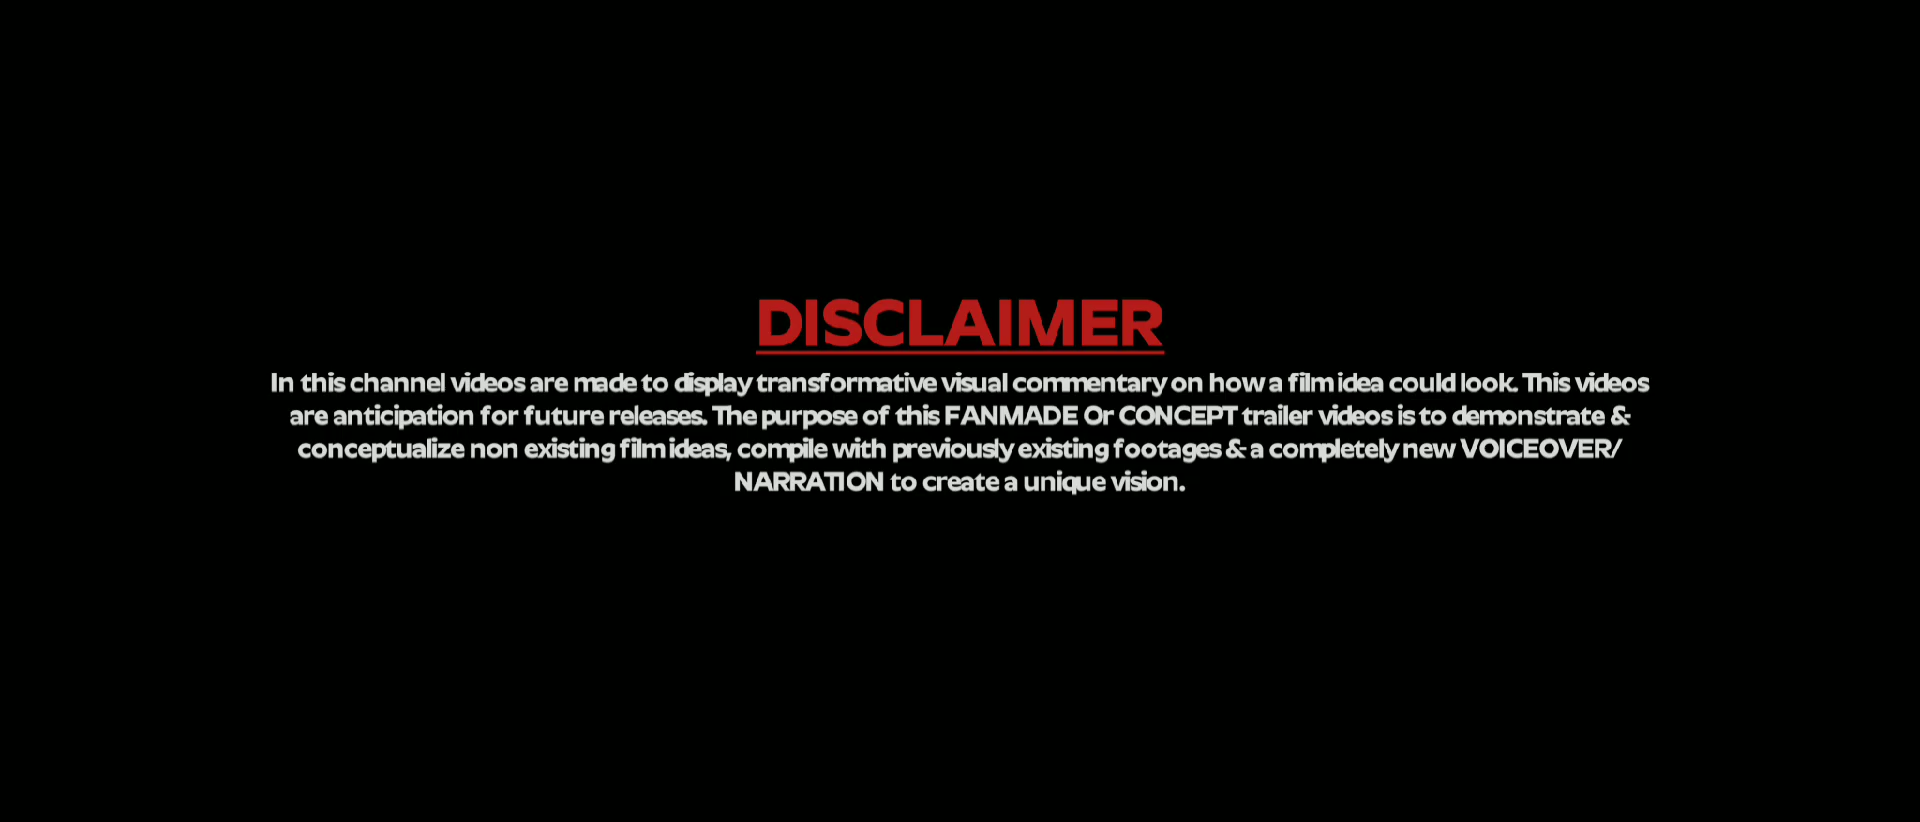 DISCLAIMER
In this channel videos are made to display transformative visual commentary on how a film idea could look. This videos
are anticipation for future releases. The purpose of this FANMADE Or CONCEPT trailer videos is to demonstrate &
conceptualize non existing film ideas, compile with previously existing footages & a completely new VOICEOVER/
NARRATION to create a unique vision.